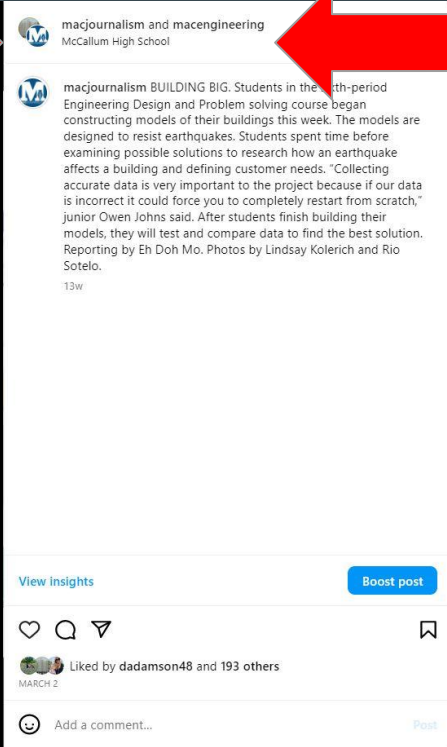 macjournalism and macengineering
McCallum High School
macjournalism BUILDING BIG. Students in the th-period
Engineering Design and Problem solving course began
constructing models of their buildings this week. The models are
designed to resist earthquakes. Students spent time before
examining possible solutions to research how an earthquake
affects a building and defining customer needs. “Collecting
accurate data is very important to the project because if our data
is incorrect it could force you to completely restart from scratch,”
junior Owen Johns said. After students finish building their
models, they will test and compare data to find the best solution.
Reporting by Eh Doh Mo. Photos by Lindsay Kolerich and Rio
Sotelo.
13w
View insights
Boost post
Liked by dadamson48 and 193 others
MARCH 2
Add a comment...
Post